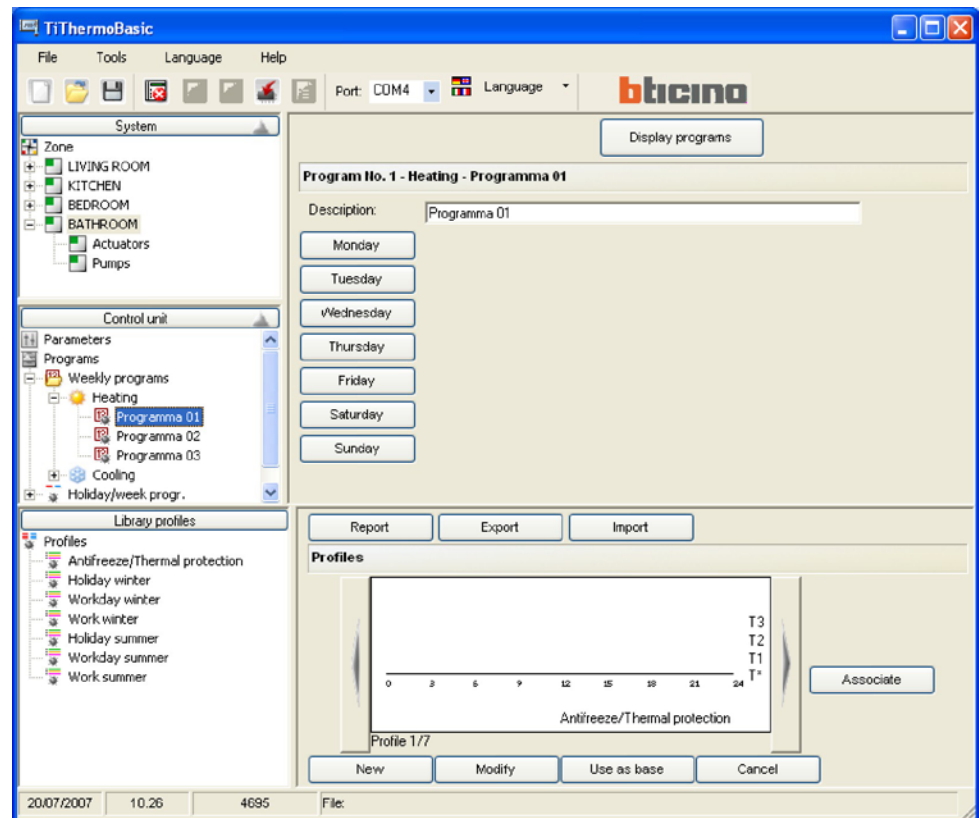 TiThermoBasic
File Tools Language Help
Port: COM4 Language bticino
System
Zone
LIVING ROOM
KITCHEN
BEDROOM
BATHROOM
Actuators
Pumps
Control unit
Parameters
Programs
Weekly programs
Heating
Programma 01
Programma 02
Programma 03
Cooling
Holiday/week progr.
Library profiles
Profiles
Antifreeze/Thermal protection
Holiday winter
Workday winter
Work winter
Holiday summer
Workday summer
Work summer
Display programs
Program No. 1 - Heating - Programma 01
Description: Programma 01
Monday
Tuesday
Wednesday
Thursday
Friday
Saturday
Sunday
Report Export Import
Profiles
T3
T2
T1
T*
0 3 6 9 12 15 18 21 24
Antifreeze/Thermal protection
Profile 1/7
Associate
New Modify Use as base Cancel
20/07/2007 10.26 4695 File: